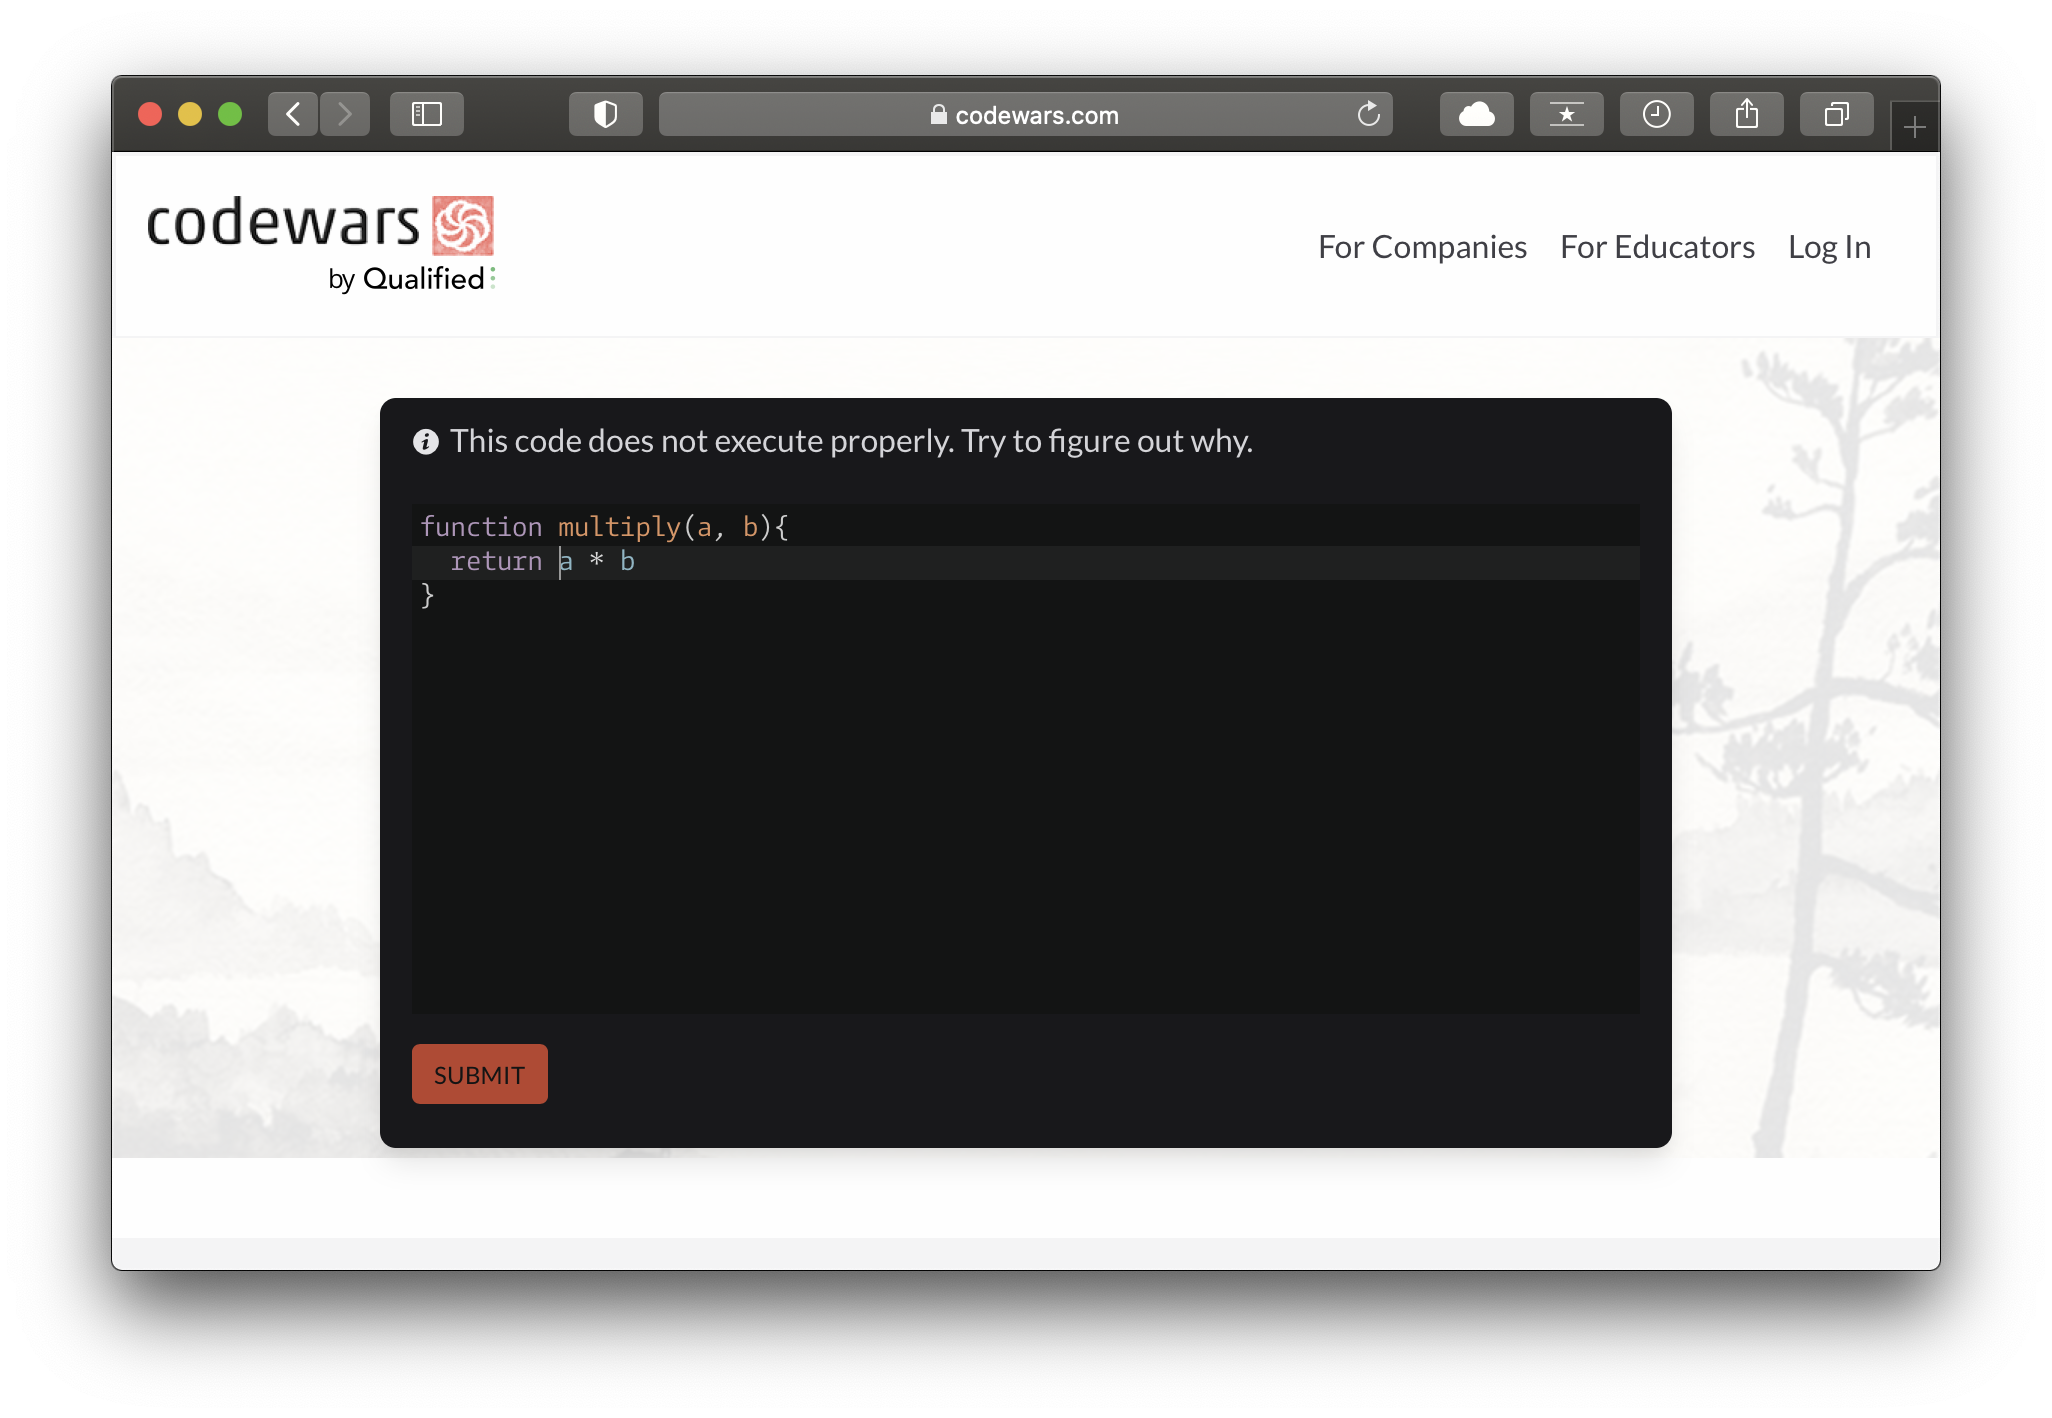 codewars.com
codewars
by Qualified
For Companies For Educators Log In
This code does not execute properly. Try to figure out why.
function multiply(a, b){
  return a * b
}
SUBMIT